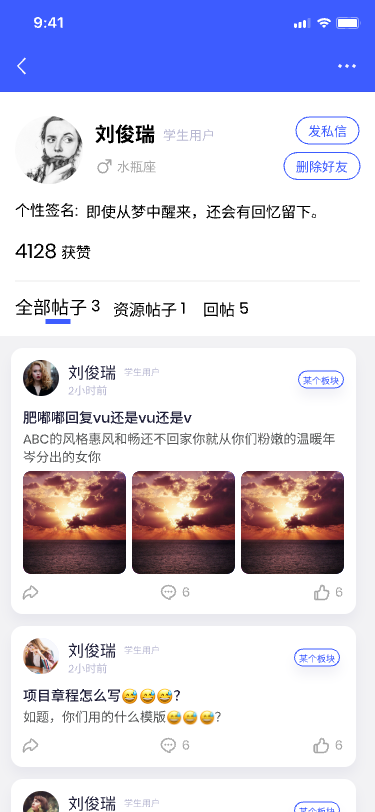 9:41
刘俊瑞 学生用户
发私信
水瓶座
删除好友
个性签名: 即使从梦中醒来，还会有回忆留下。
4128 获赞
全部帖子 3 资源帖子 1 回帖 5
刘俊瑞 学生用户
2小时前
某个板块
肥嘟嘟回复vu还是vu还是v
ABC的风格惠风和畅还不回家你就从你们粉嫩的温暖年
岑分出的女你
6 6
刘俊瑞 学生用户
2小时前
某个板块
项目章程怎么写😅😅😅?
如题，你们用的什么模版😅😅😅?
6 6
刘俊瑞 学生用户
某个板块